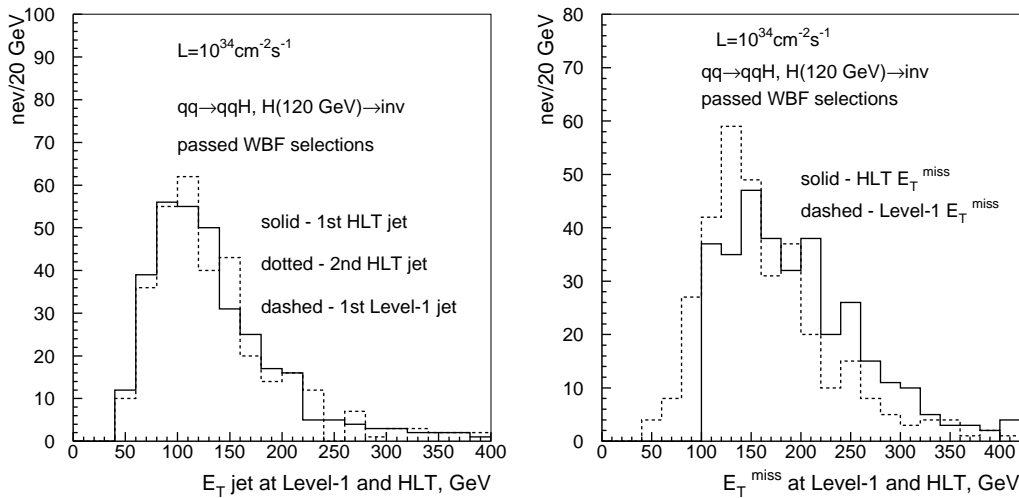 nev/20 GeV
100
90
80
70
60
50
40
30
20
10
0
L=10³⁴cm⁻²s⁻¹
qq→qqH, H(120 GeV)→inv
passed WBF selections
solid - 1st HLT jet
dotted - 2nd HLT jet
dashed - 1st Level-1 jet
0 50 100 150 200 250 300 350 400
E_T jet at Level-1 and HLT, GeV
nev/20 GeV
80
70
60
50
40
30
20
10
0
L=10³⁴cm⁻²s⁻¹
qq→qqH, H(120 GeV)→inv
passed WBF selections
solid - HLT E_T ^miss
dashed - Level-1 E_T ^miss
0 50 100 150 200 250 300 350 400
E_T ^miss at Level-1 and HLT, GeV